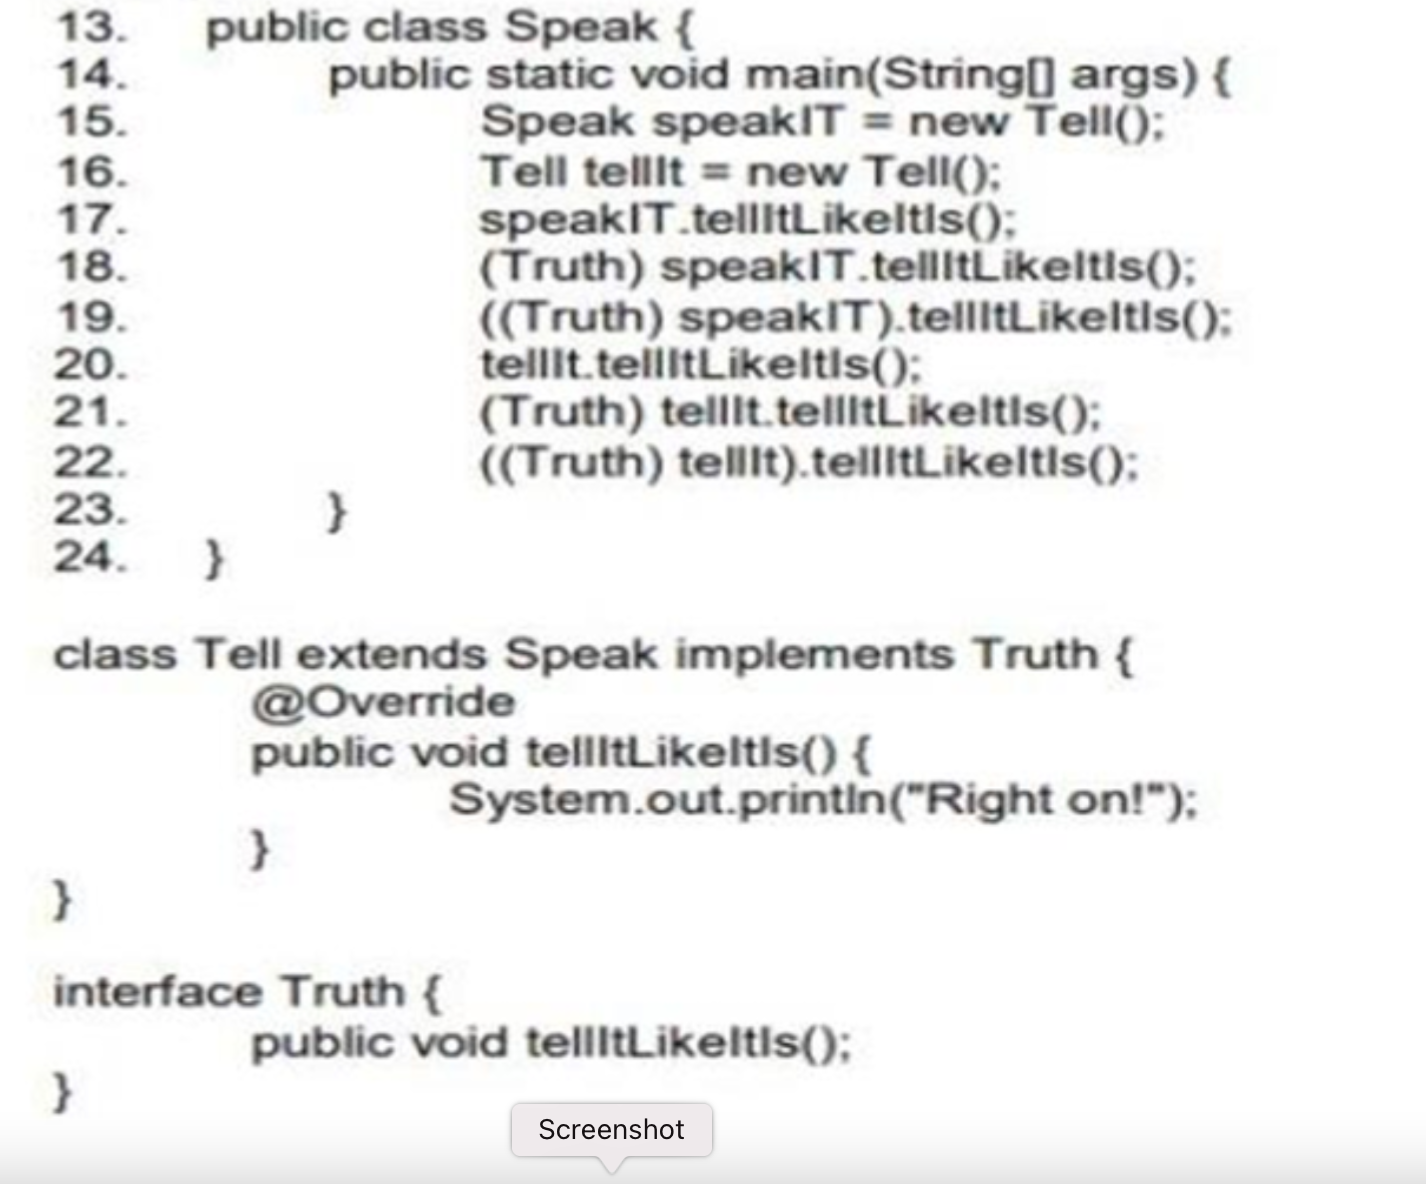 13. public class Speak {
14. public static void main(String[] args) {
15. Speak speakIT = new Tell();
16. Tell tellIt = new Tell();
17. speakIT.tellItLikeItIs();
18. (Truth) speakIT.tellItLikeItIs();
19. ((Truth) speakIT).tellItLikeItIs();
20. tellIt.tellItLikeItIs();
21. (Truth) tellIt.tellItLikeItIs();
22. ((Truth) tellIt).tellItLikeItIs();
23. }
24. }
class Tell extends Speak implements Truth {
@Override
public void tellItLikeItIs() {
System.out.println("Right on!");
}
}
interface Truth {
public void tellItLikeItIs();
}
Screenshot